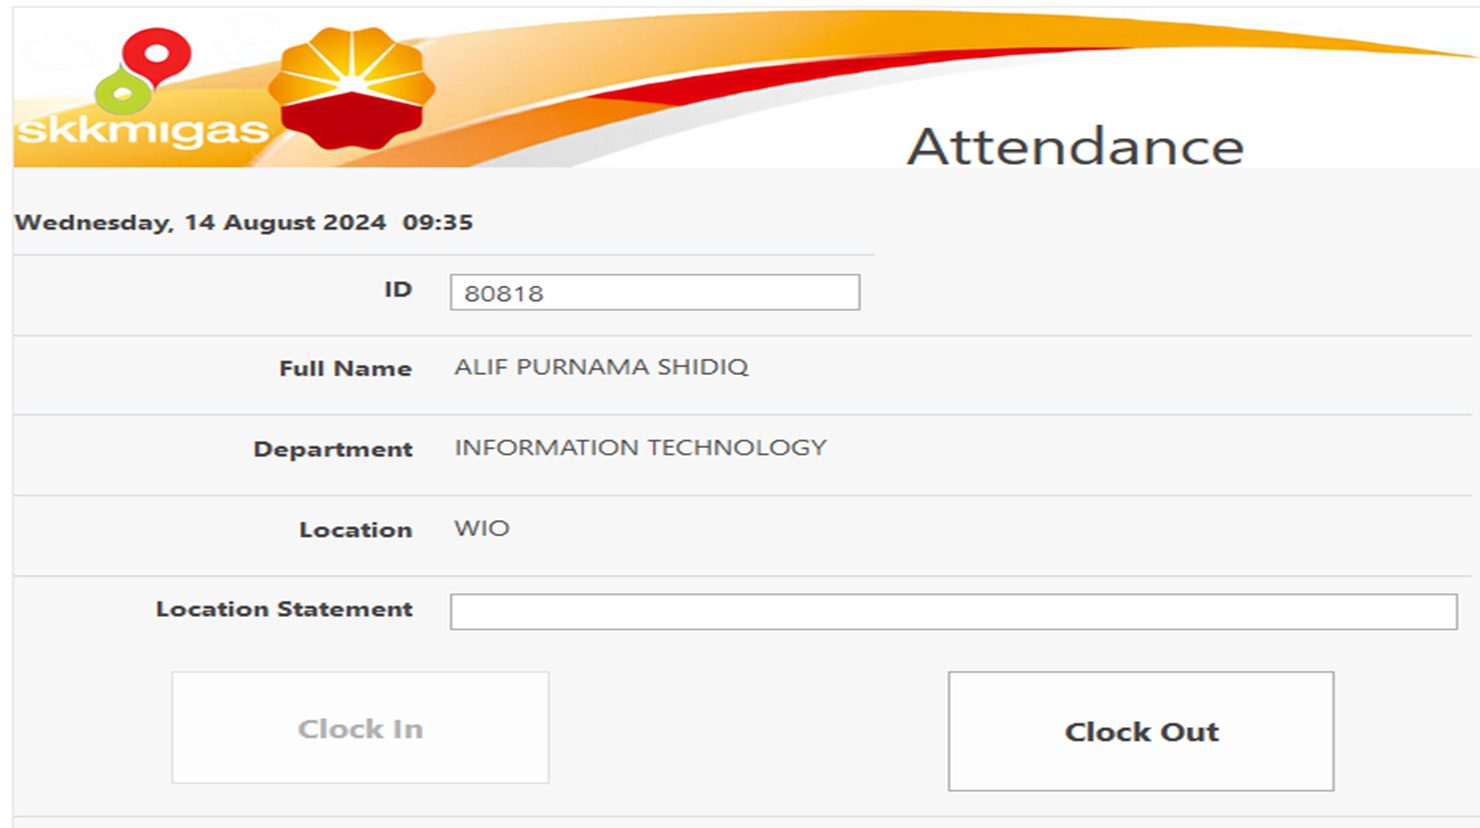 skkmigas
Attendance
Wednesday, 14 August 2024 09:35
ID 80818
Full Name ALIF PURNAMA SHIDIQ
Department INFORMATION TECHNOLOGY
Location WIO
Location Statement
Clock In Clock Out